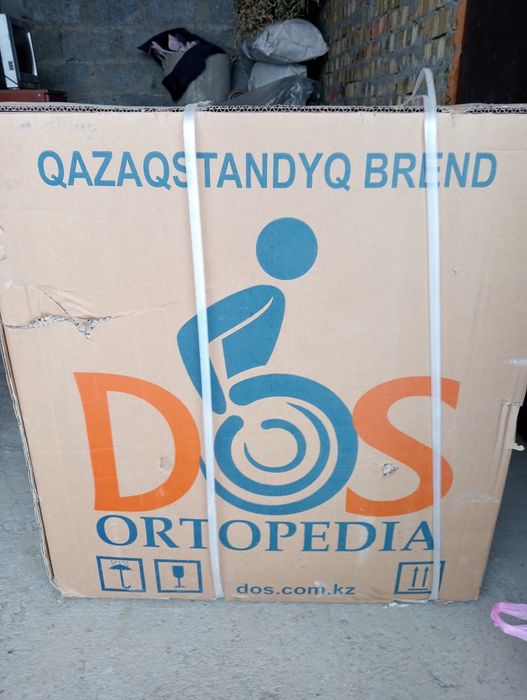 QAZAQSTANDYQ BREND
DOS
ORTOPEDIA
dos.com.kz